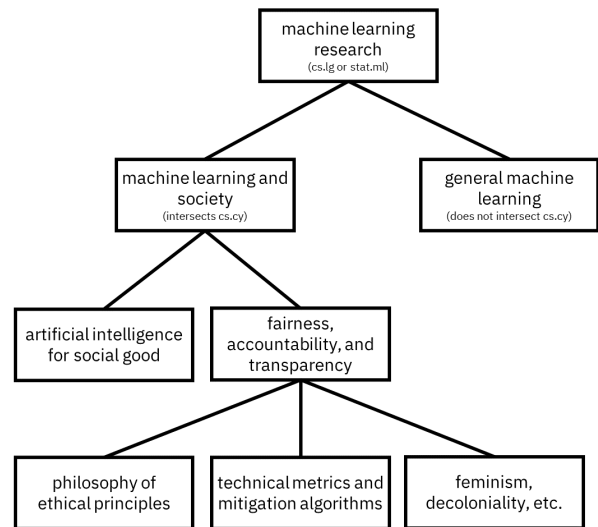 machine learning
research
(cs.lg or stat.ml)
machine learning and
society
(intersects cs.cy)
general machine
learning
(does not intersect cs.cy)
artificial intelligence
for social good
fairness,
accountability, and
transparency
philosophy of
ethical principles
technical metrics and
mitigation algorithms
feminism,
decoloniality, etc.